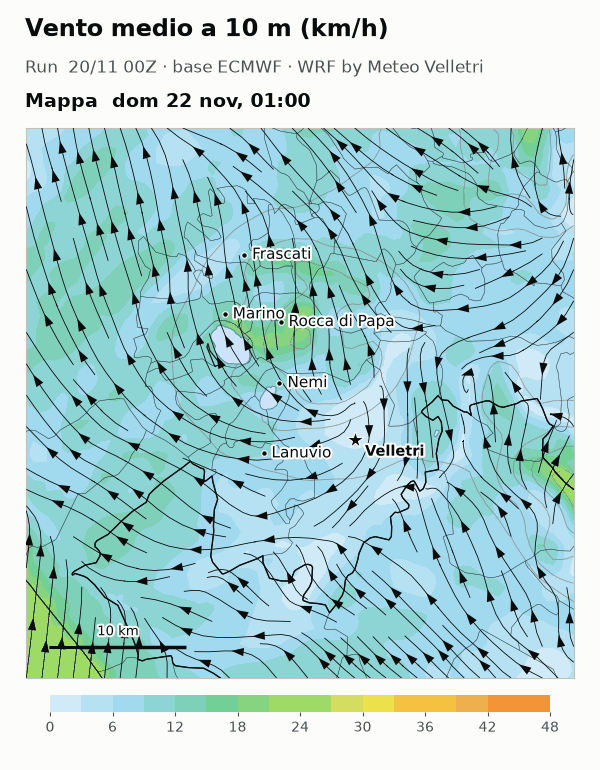 Vento medio a 10 m (km/h)
Run 20/11 00Z · base ECMWF · WRF by Meteo Velletri
Mappa dom 22 nov, 01:00
Frascati
Marino
Rocca di Papa
Nemi
Lanuvio
Velletri
10 km
0 6 12 18 24 30 36 42 48